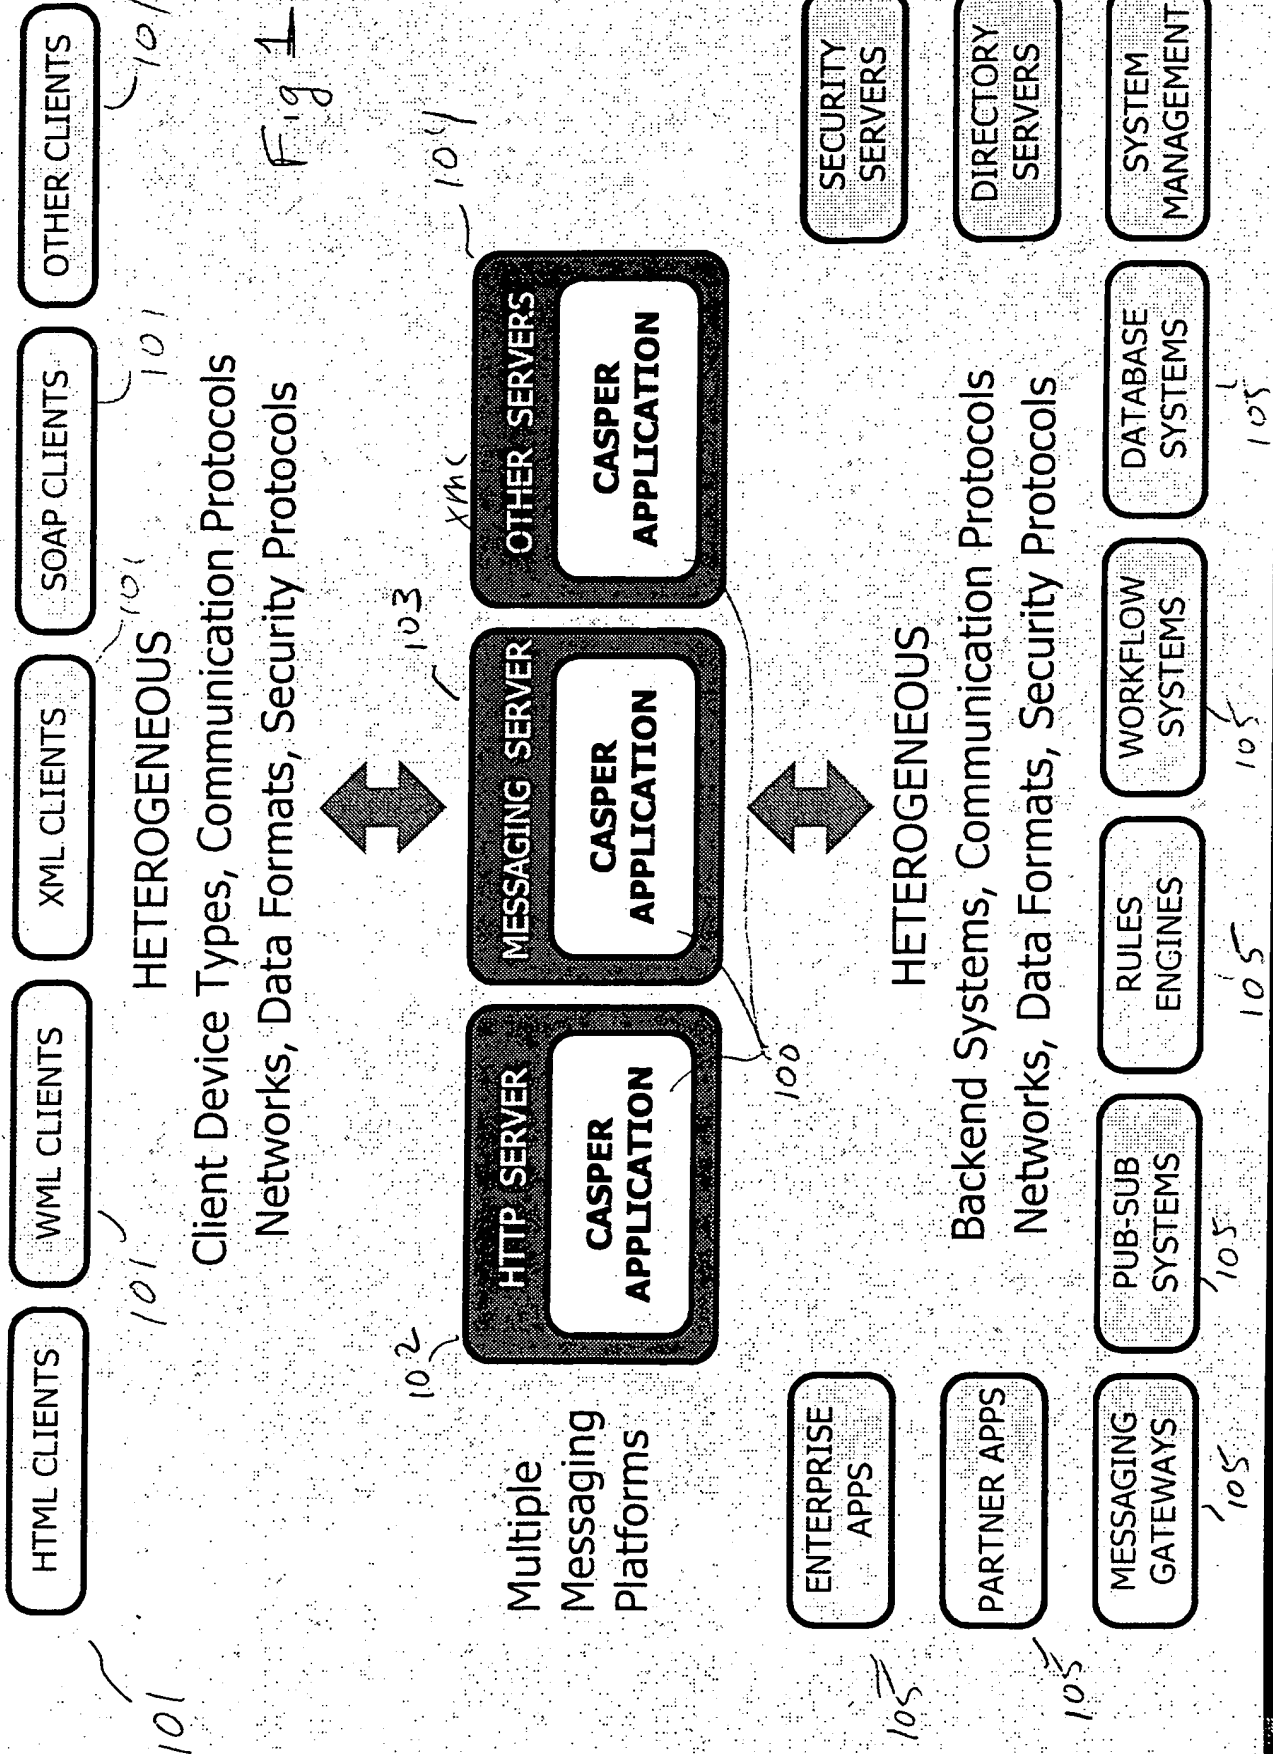 HTML CLIENTS
WML CLIENTS
XML CLIENTS
SOAP CLIENTS
OTHER CLIENTS
101
101
101
101
101
HETEROGENEOUS
Client Device Types, Communication Protocols
Networks, Data Formats, Security Protocols
Fig 1
102
103
104
Multiple
Messaging
Platforms
HTTP SERVER
CASPER
APPLICATION
MESSAGING SERVER
CASPER
APPLICATION
OTHER SERVERS
CASPER
APPLICATION
100
HETEROGENEOUS
Backend Systems, Communication Protocols
Networks, Data Formats, Security Protocols
ENTERPRISE
APPS
105
PARTNER APPS
105
MESSAGING
GATEWAYS
105
PUB-SUB
SYSTEMS
105
RULES
ENGINES
105
WORKFLOW
SYSTEMS
105
DATABASE
SYSTEMS
105
SECURITY
SERVERS
DIRECTORY
SERVERS
SYSTEM
MANAGEMENT